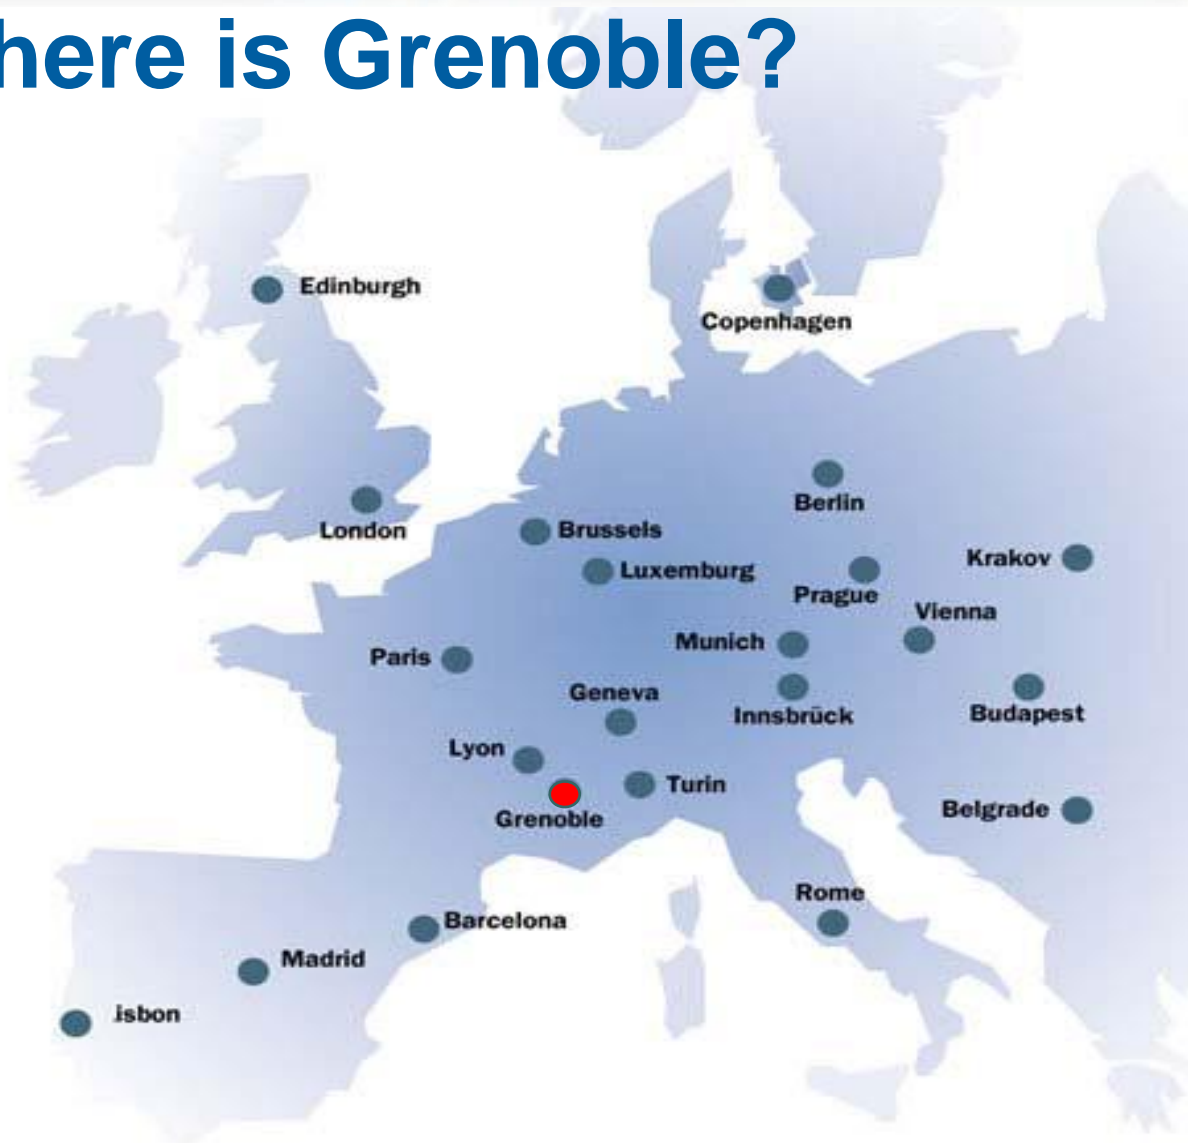 here is Grenoble?
Edinburgh
Copenhagen
Berlin
London
Brussels
Krakov
Luxemburg
Prague
Vienna
Munich
Paris
Geneva
Innsbrück
Budapest
Lyon
Turin
Belgrade
Grenoble
Rome
Barcelona
Madrid
isbon